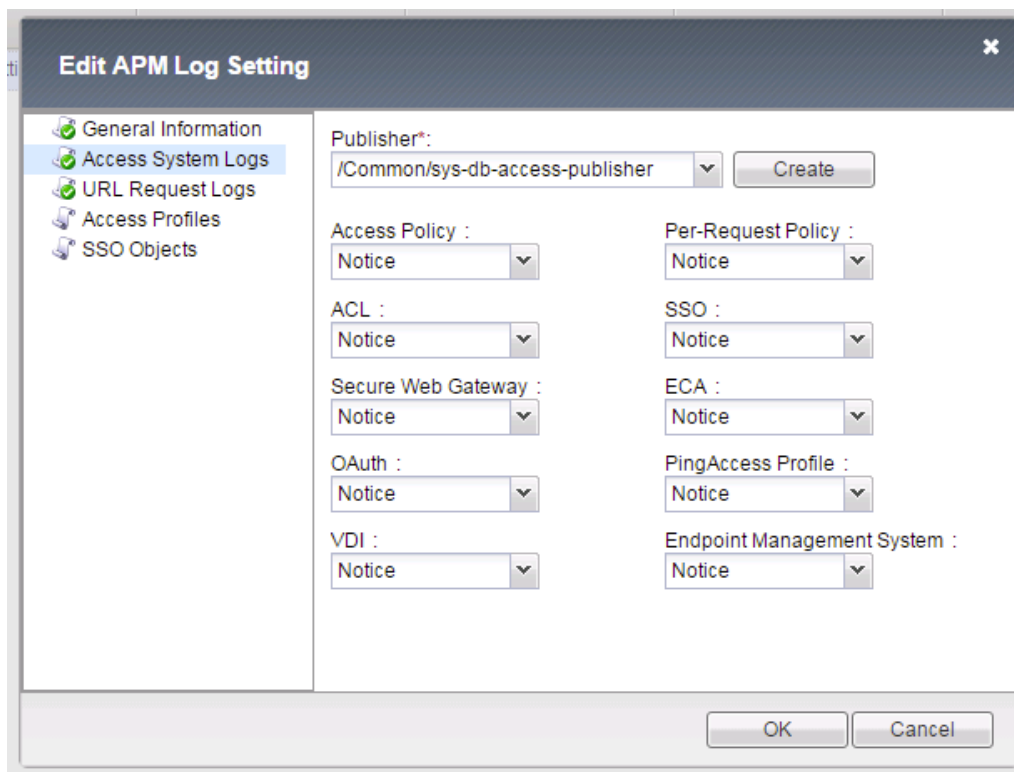 Edit APM Log Setting
General Information
Access System Logs
URL Request Logs
Access Profiles
SSO Objects
Publisher*:
/Common/sys-db-access-publisher
Create
Access Policy : Per-Request Policy :
Notice Notice
ACL : SSO :
Notice Notice
Secure Web Gateway : ECA :
Notice Notice
OAuth : PingAccess Profile :
Notice Notice
VDI : Endpoint Management System :
Notice Notice
OK Cancel